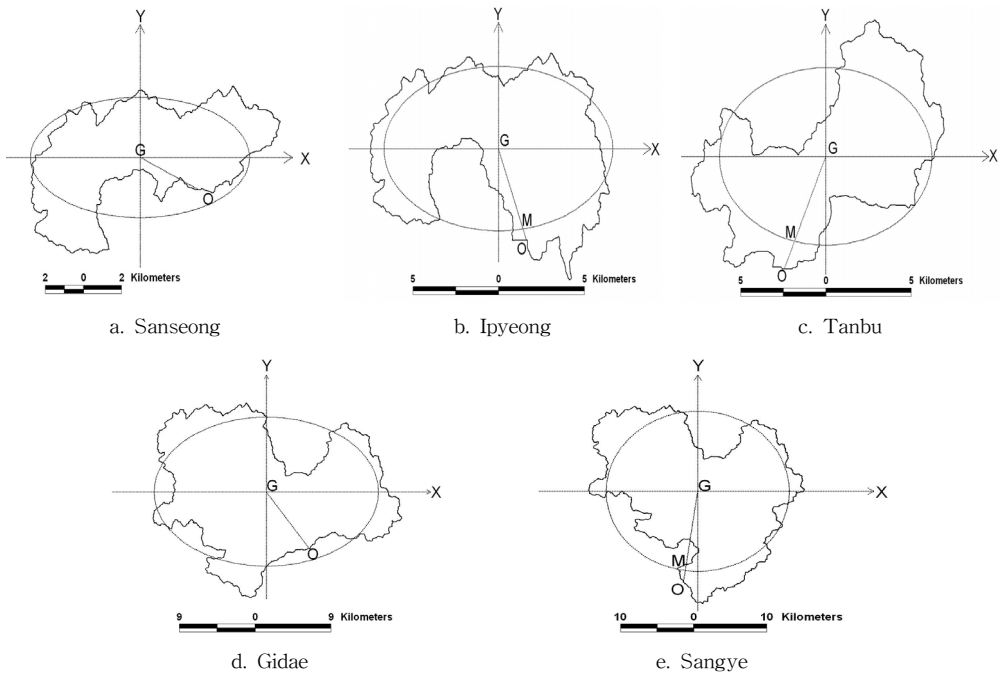 Y
G
X
O
2 0 2 Kilometers
a. Sanseong
Y
G
X
M
O
5 0 5 Kilometers
b. Ipyeong
Y
G
X
M
O
5 0 5 Kilometers
c. Tanbu
Y
G
X
O
9 0 9 Kilometers
d. Gidae
Y
G
X
M
O
10 0 10 Kilometers
e. Sangye